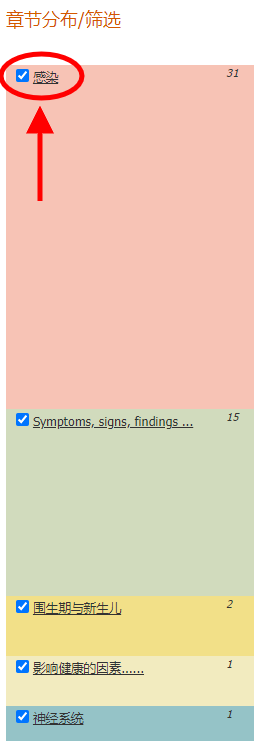 章节分布/筛选
感染 31
Symptoms, signs, findings ... 15
围生期与新生儿 2
影响健康的因素...... 1
神经系统 1